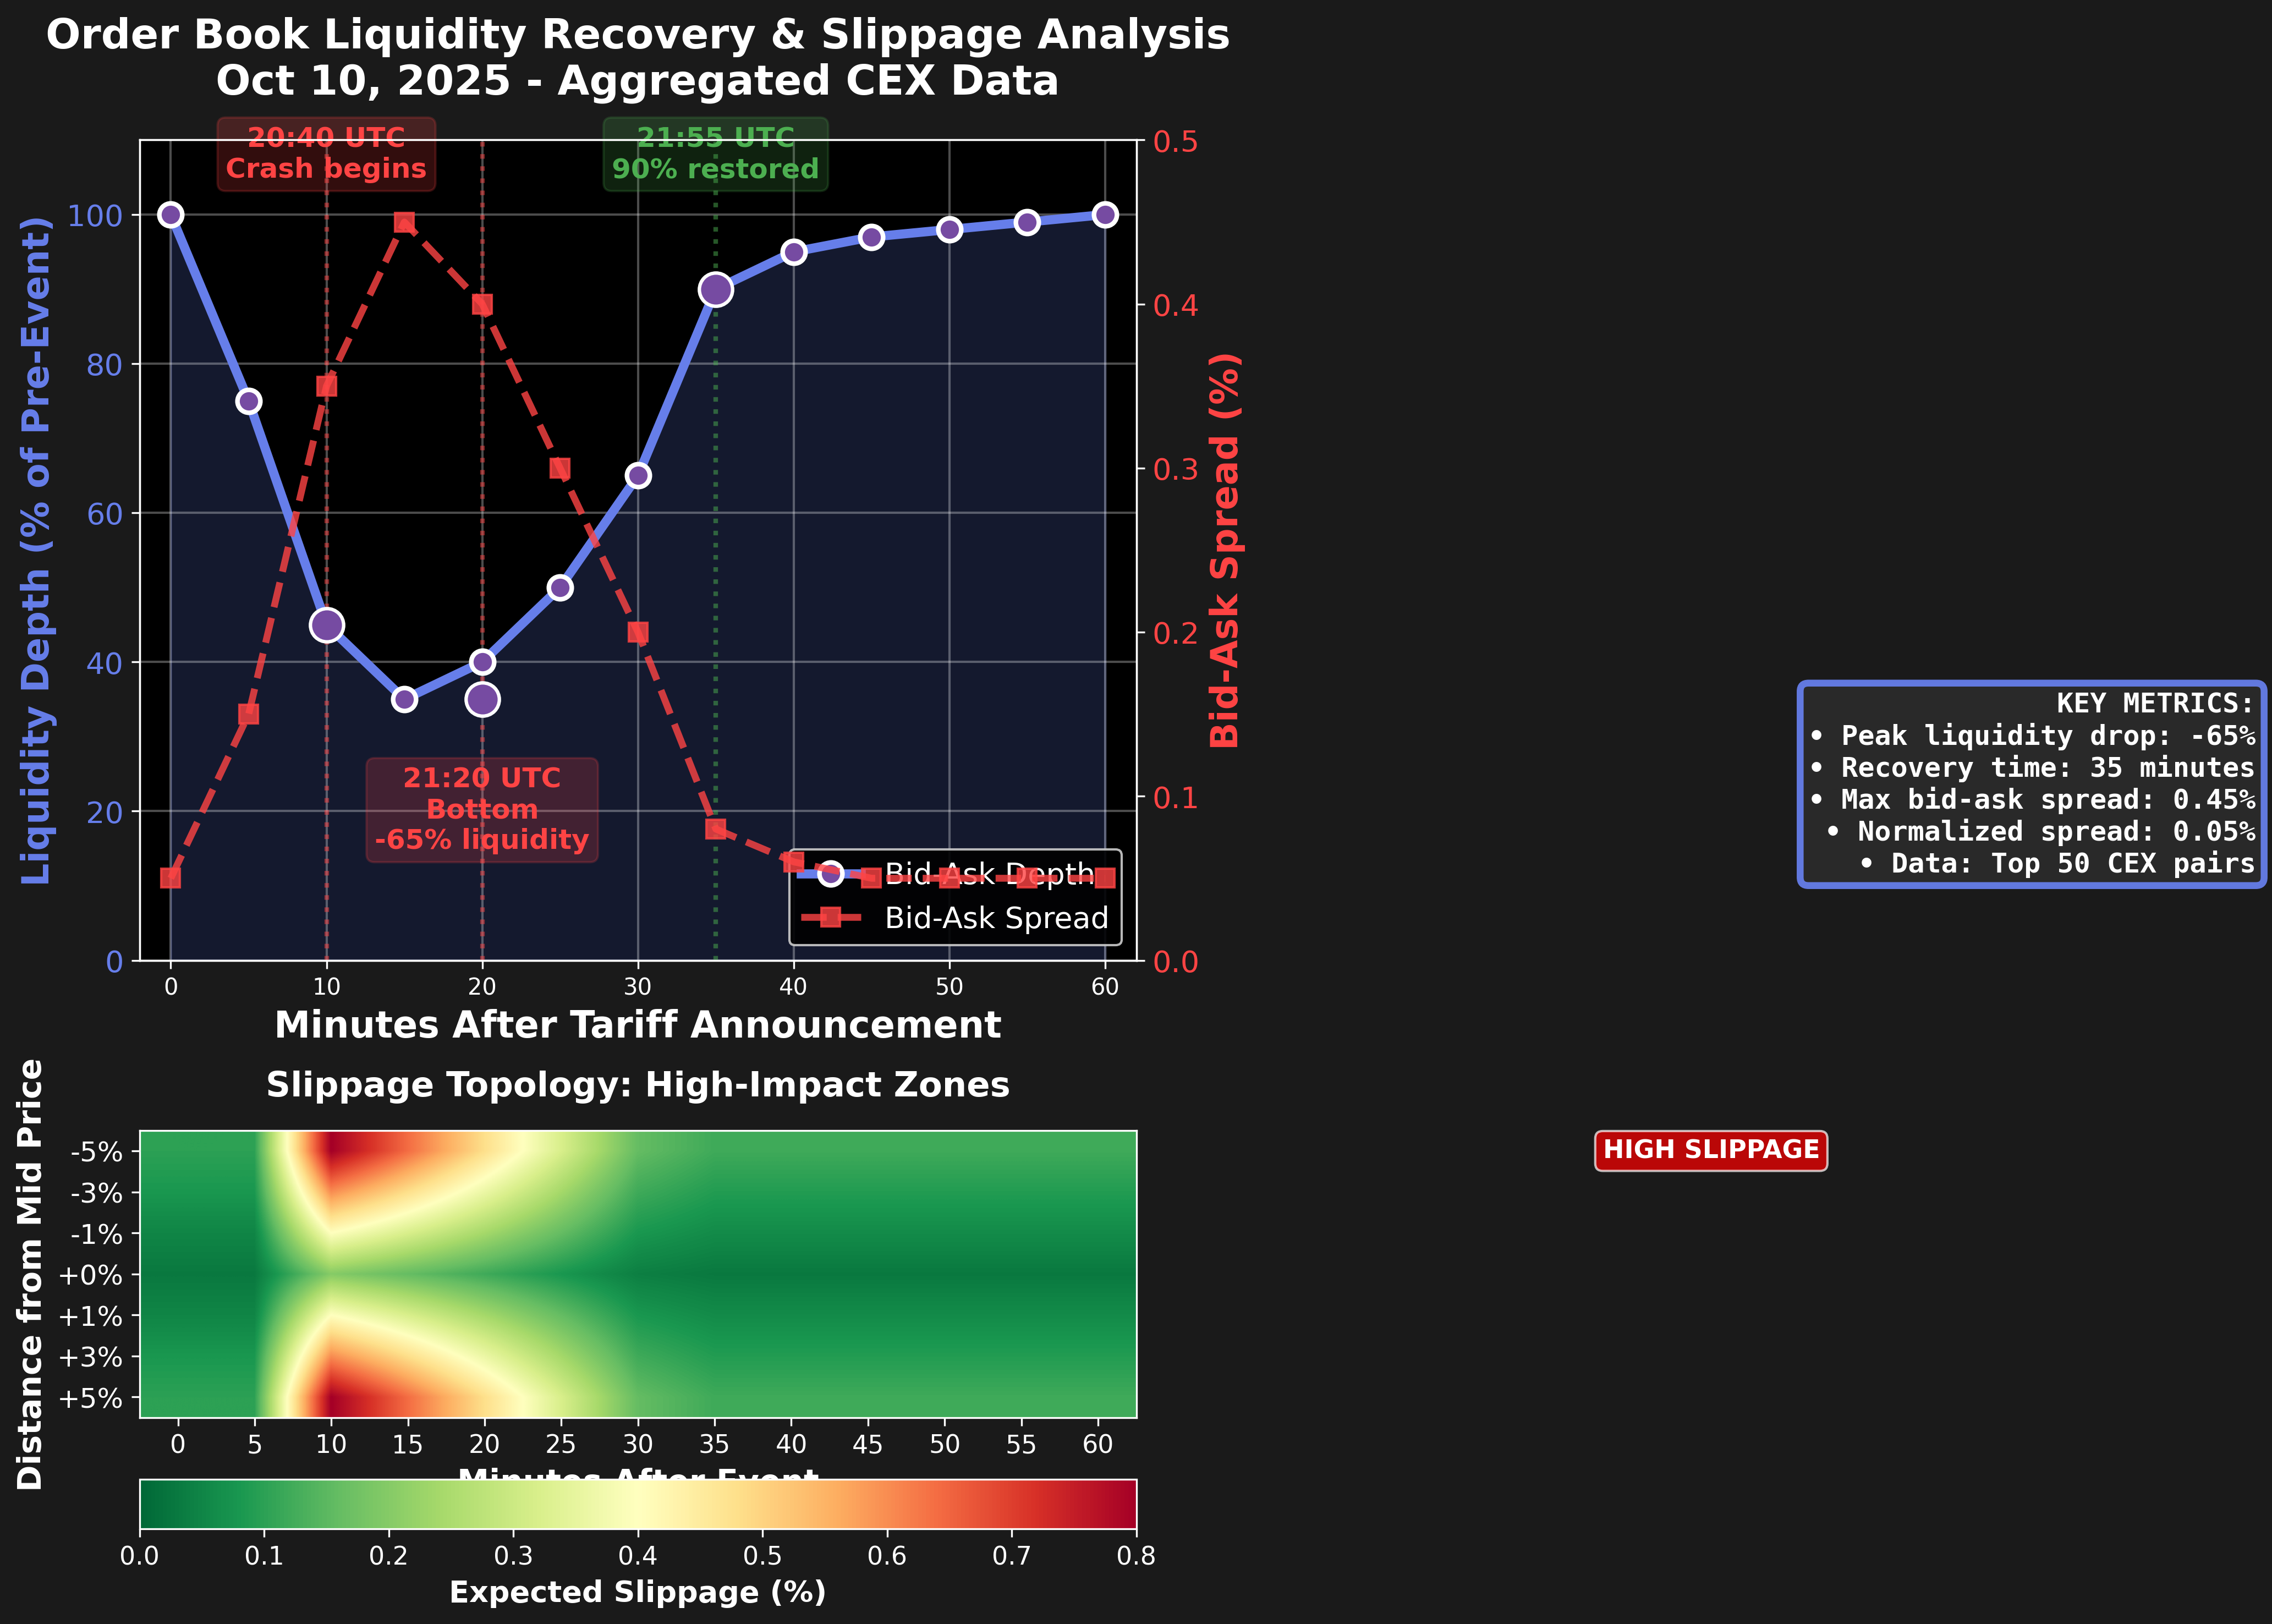 Order Book Liquidity Recovery & Slippage Analysis
Oct 10, 2025 - Aggregated CEX Data
20:40 UTC
Crash begins
21:55 UTC
90% restored
Liquidity Depth (% of Pre-Event)
100
80
60
40
20
0
0.5
0.4
0.3
0.2
0.1
0.0
Bid-Ask Spread (%)
21:20 UTC
Bottom
-65% liquidity
Bid-Ask Depth
Bid-Ask Spread
0 10 20 30 40 50 60
Minutes After Tariff Announcement
KEY METRICS:
• Peak liquidity drop: -65%
• Recovery time: 35 minutes
• Max bid-ask spread: 0.45%
• Normalized spread: 0.05%
• Data: Top 50 CEX pairs
Slippage Topology: High-Impact Zones
Distance from Mid Price
-5%
-3%
-1%
+0%
+1%
+3%
+5%
HIGH SLIPPAGE
0 5 10 15 20 25 30 35 40 45 50 55 60
Minutes After Event
0.0 0.1 0.2 0.3 0.4 0.5 0.6 0.7 0.8
Expected Slippage (%)